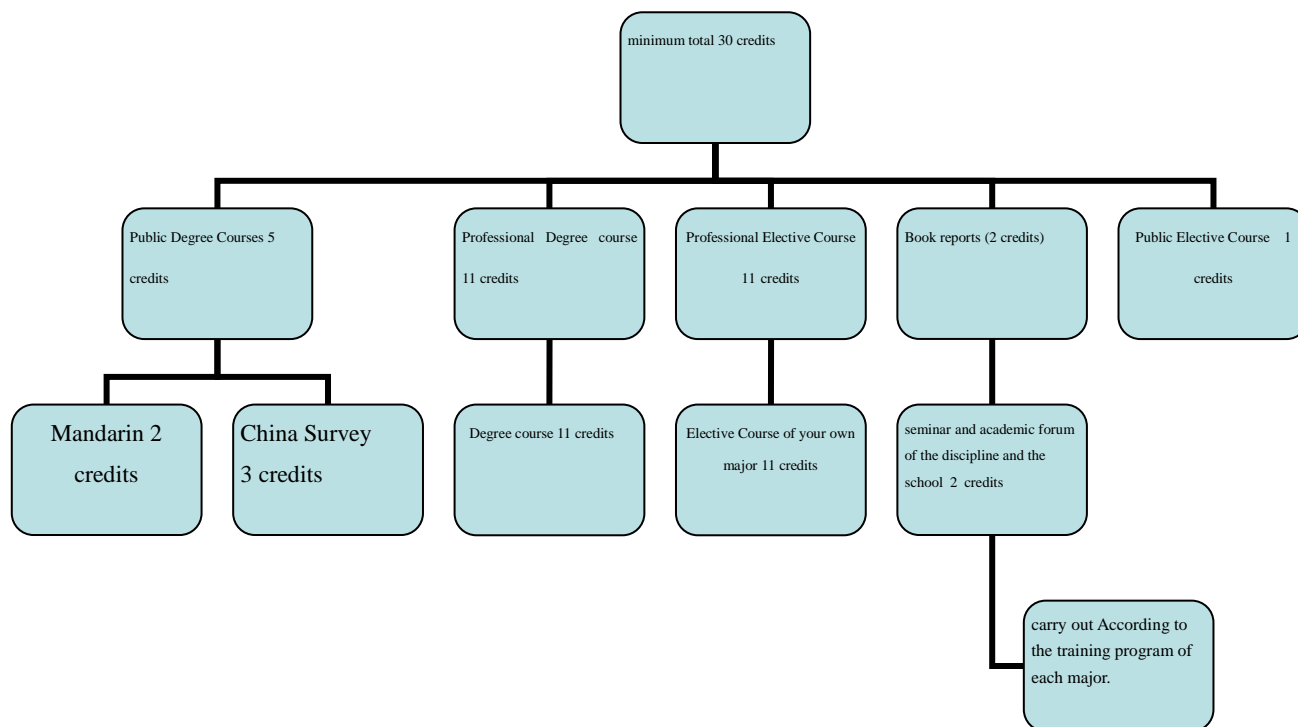 minimum total 30 credits
Public Degree Courses 5
credits
Professional Degree course
11 credits
Professional Elective Course
11 credits
Book reports (2 credits)
Public Elective Course 1
credits
Mandarin 2
credits
China Survey
3 credits
Degree course 11 credits
Elective Course of your own
major 11 credits
seminar and academic forum
of the discipline and the
school 2 credits
carry out According to
the training program of
each major.